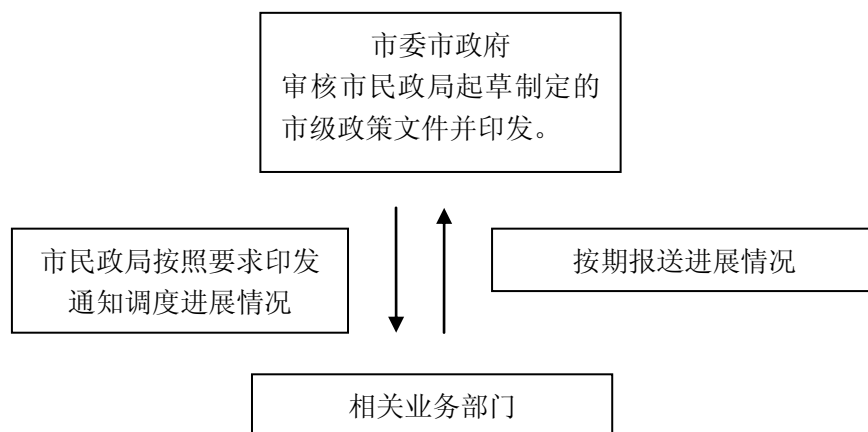 市委市政府
审核市民政局起草制定的
市级政策文件并印发。
市民政局按照要求印发
通知调度进展情况
按期报送进展情况
相关业务部门